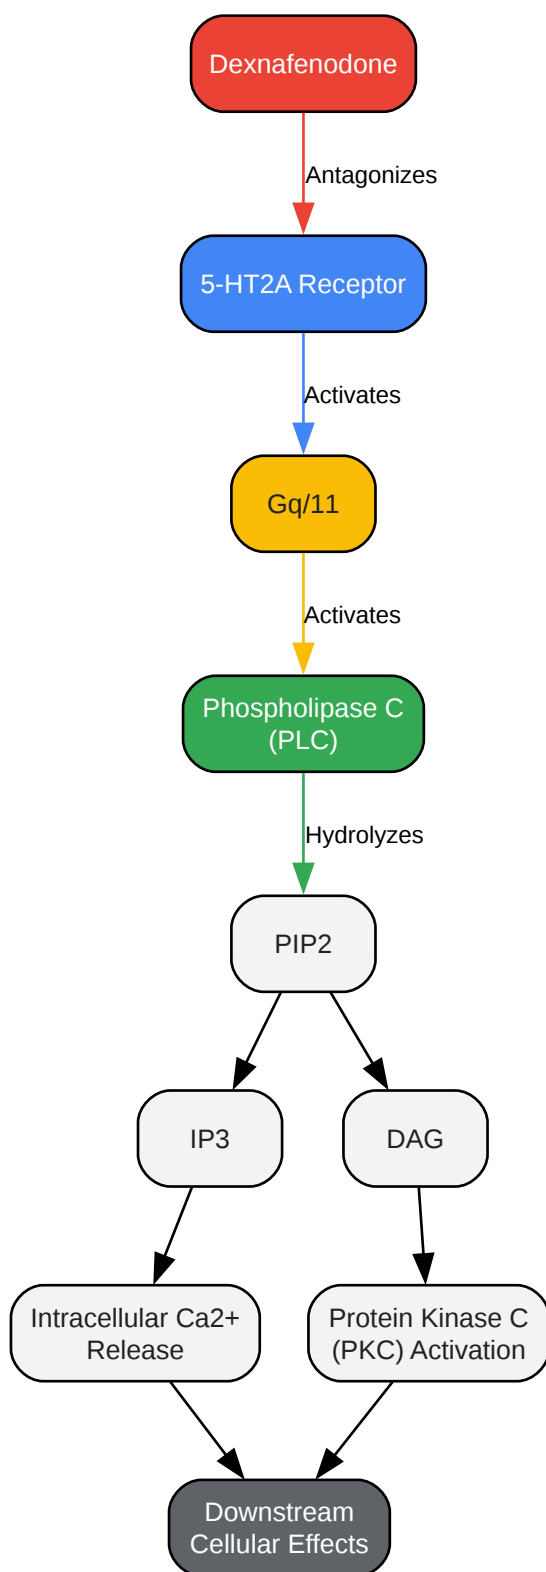 Dexnafenodone
Antagonizes
5-HT2A Receptor
Activates
Gq/11
Activates
Phospholipase C
(PLC)
Hydrolyzes
PIP2
IP3
DAG
Intracellular Ca2+
Release
Protein Kinase C
(PKC) Activation
Downstream
Cellular Effects